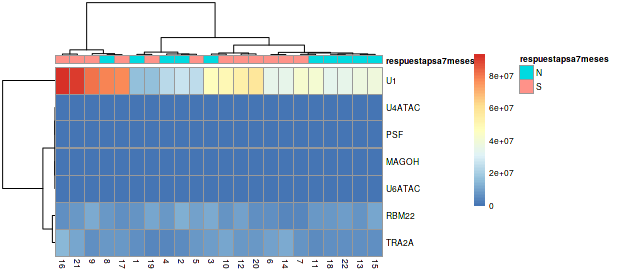 respuestapsa7meses
respuestapsa7meses
N
S
U1
U4ATAC
PSF
MAGOH
U6ATAC
RBM22
TRA2A
8e+07
6e+07
4e+07
2e+07
0
16 21 9 8 17 1 19 4 2 5 3 10 12 20 6 14 7 11 18 22 13 15